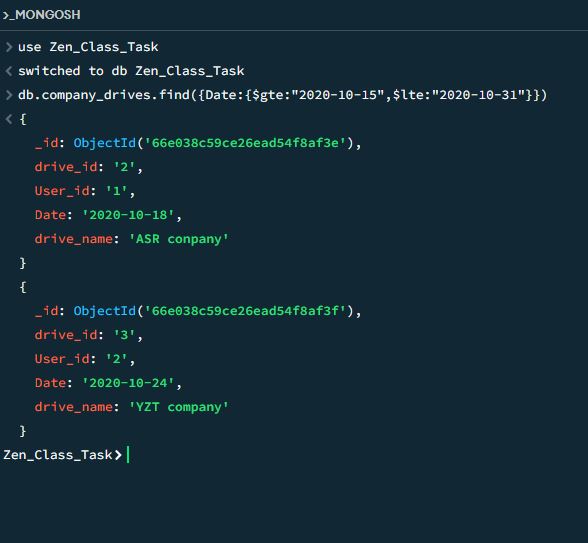 >_MONGOSH
> use Zen_Class_Task
< switched to db Zen_Class_Task
> db.company_drives.find({Date:{$gte:"2020-10-15",$lte:"2020-10-31"}})
< {
_id: ObjectId('66e038c59ce26ead54f8af3e'),
drive_id: '2',
User_id: '1',
Date: '2020-10-18',
drive_name: 'ASR conpany'
}
{
_id: ObjectId('66e038c59ce26ead54f8af3f'),
drive_id: '3',
User_id: '2',
Date: '2020-10-24',
drive_name: 'YZT company'
}
Zen_Class_Task>